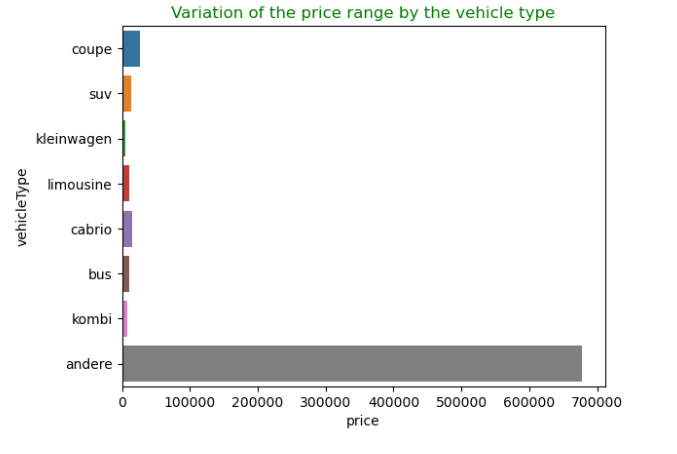 Variation of the price range by the vehicle type
coupe
suv
kleinwagen
limousine
cabrio
bus
kombi
andere
vehicleType
0 100000 200000 300000 400000 500000 600000 700000
price